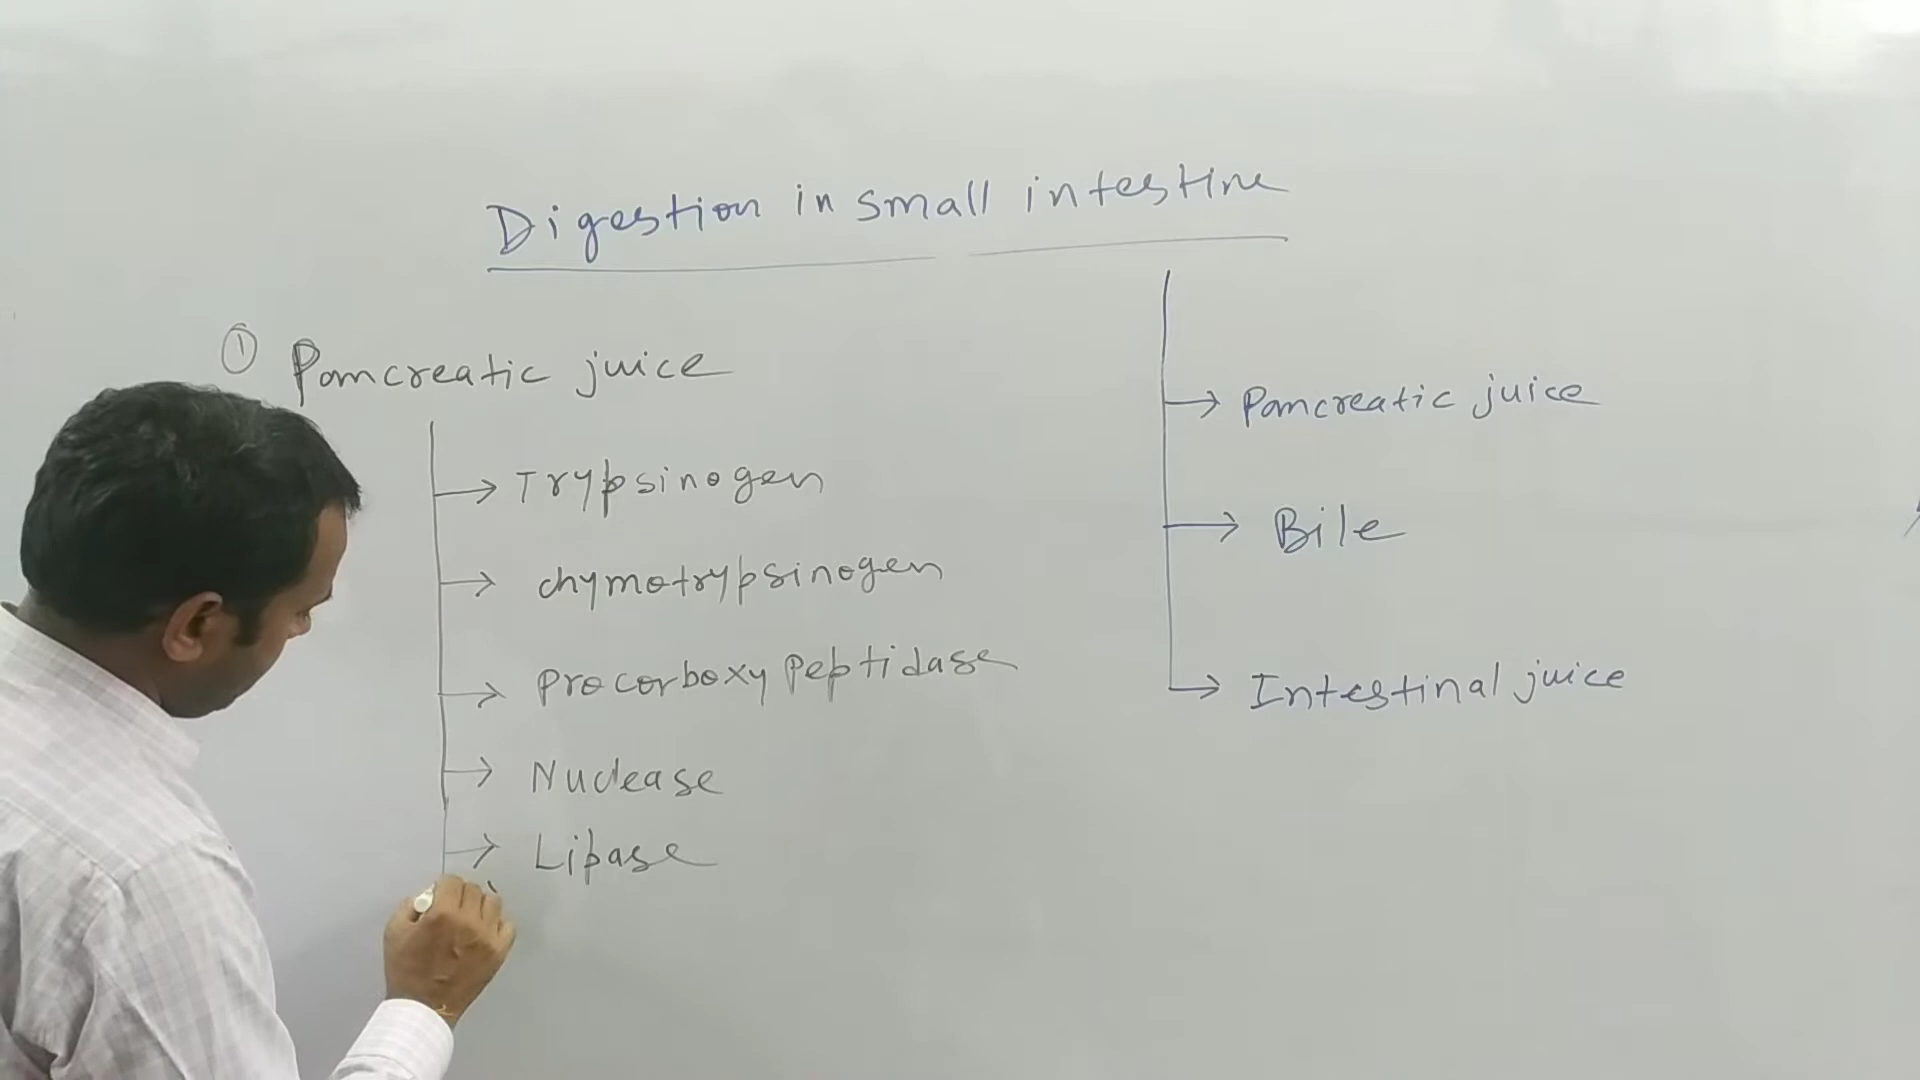 Digestion in small intestine
① Pancreatic juice
→ Trypsinogen
→ chymotrypsinogen
→ Procarboxy Peptidase
→ Nuclease
→ Lipase
→ Pancreatic juice
→ Bile
→ Intestinal juice